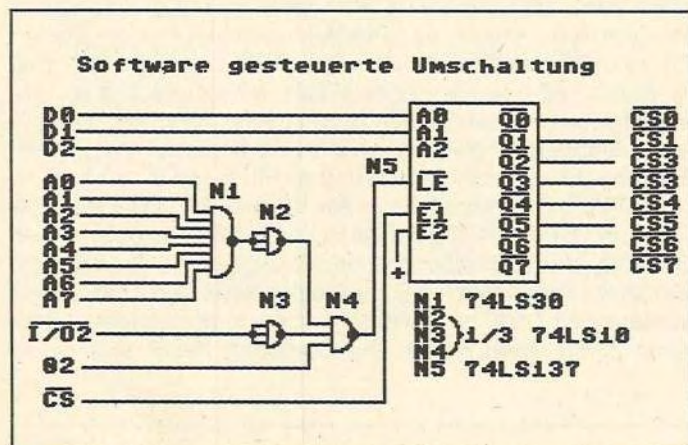 Software gesteuerte Umschaltung
D0
D1
D2
A0
A1
A2
A3
A4
A5
A6
A7
I/O2
02
CS
N1
N2
N3
N4
N5
A0
A1
A2
LE
E1
E2
+
Q0
Q1
Q2
Q3
Q4
Q5
Q6
Q7
CS0
CS1
CS3
CS3
CS4
CS5
CS6
CS7
N1 74LS30
N2
N3 1/3 74LS10
N4
N5 74LS137